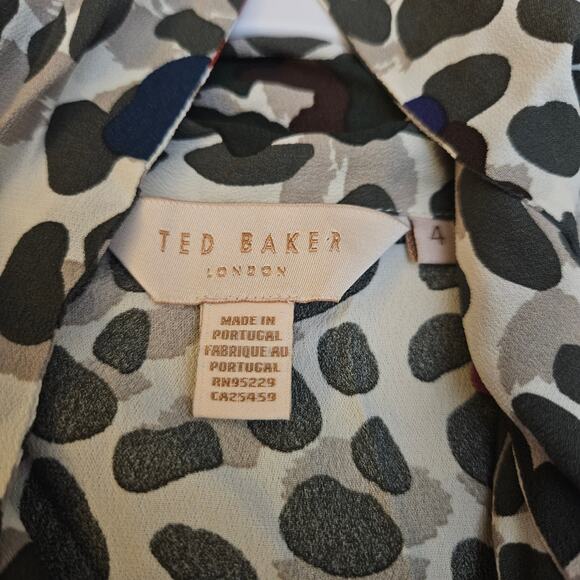 TED BAKER
LONDON
4
MADE IN
PORTUGAL
FABRIQUE AU
PORTUGAL
RN95229
CA25459